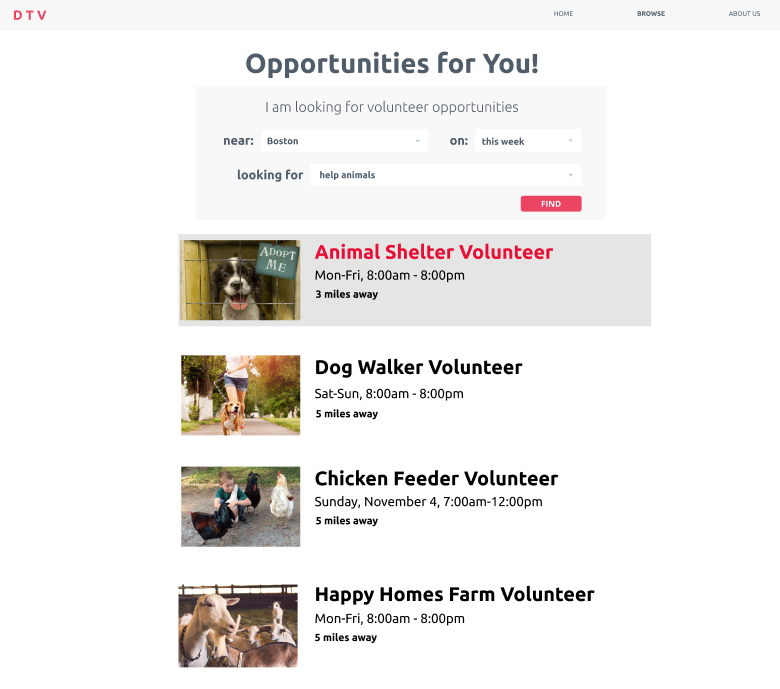 DTV
HOME BROWSE ABOUT US
Opportunities for You!
I am looking for volunteer opportunities
near: Boston on: this week
looking for help animals
FIND
ADOPT
ME
Animal Shelter Volunteer
Mon-Fri, 8:00am - 8:00pm
3 miles away
Dog Walker Volunteer
Sat-Sun, 8:00am - 8:00pm
5 miles away
Chicken Feeder Volunteer
Sunday, November 4, 7:00am-12:00pm
5 miles away
Happy Homes Farm Volunteer
Mon-Fri, 8:00am - 8:00pm
5 miles away